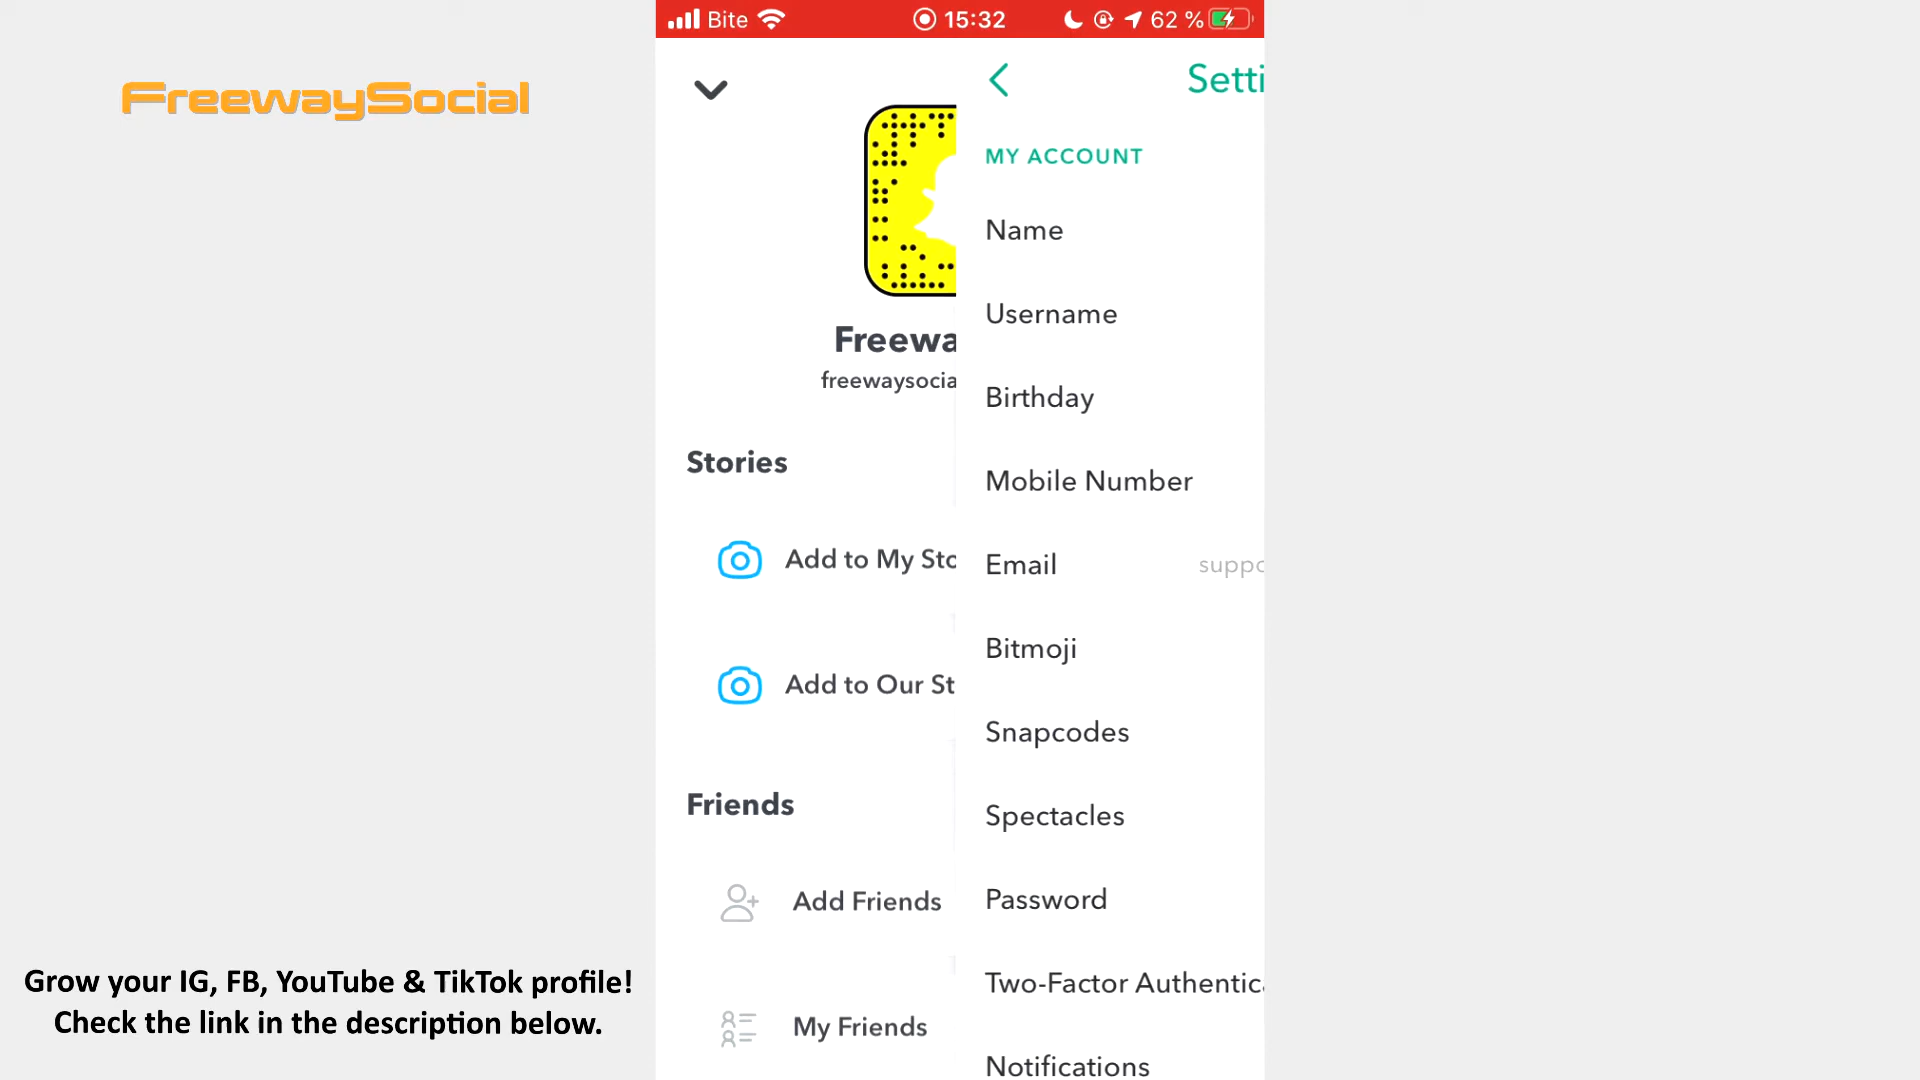 FreewaySocial
Bite
15:32
62 %
Freewa
freewaysocia
Stories
Add to My Sto
Add to Our St
Friends
Add Friends
My Friends
Setti
MY ACCOUNT
Name
Username
Birthday
Mobile Number
Email
suppo
Bitmoji
Snapcodes
Spectacles
Password
Two-Factor Authentica
Notifications
Grow your IG, FB, YouTube & TikTok profile!
Check the link in the description below.